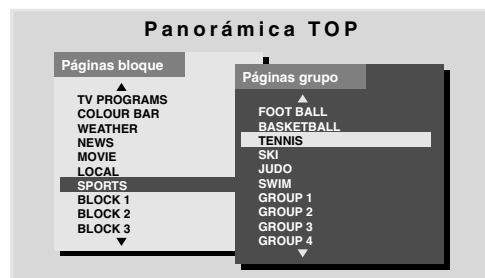 Panorámica TOP
Páginas bloque
TV PROGRAMS
COLOUR BAR
WEATHER
NEWS
MOVIE
LOCAL
SPORTS
BLOCK 1
BLOCK 2
BLOCK 3
Páginas grupo
FOOT BALL
BASKETBALL
TENNIS
SKI
JUDO
SWIM
GROUP 1
GROUP 2
GROUP 3
GROUP 4